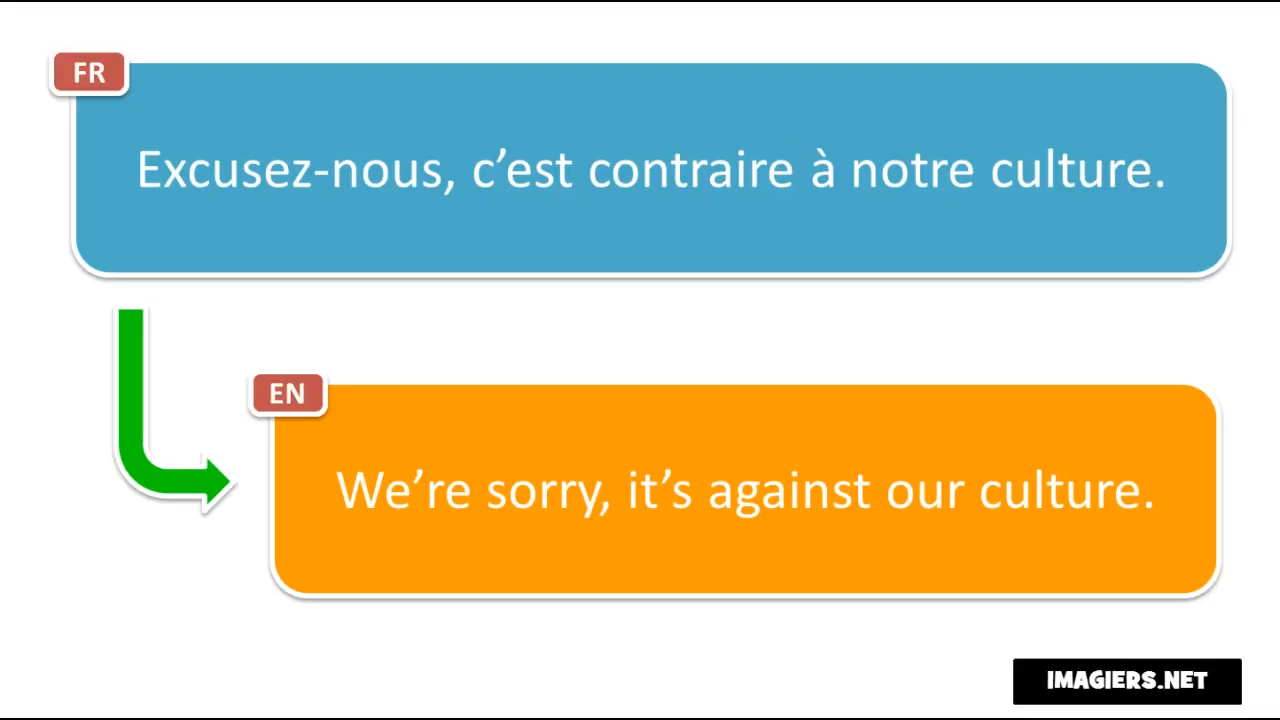 FR
Excusez-nous, c’est contraire à notre culture.
EN
We’re sorry, it’s against our culture.
IMAGIERS.NET